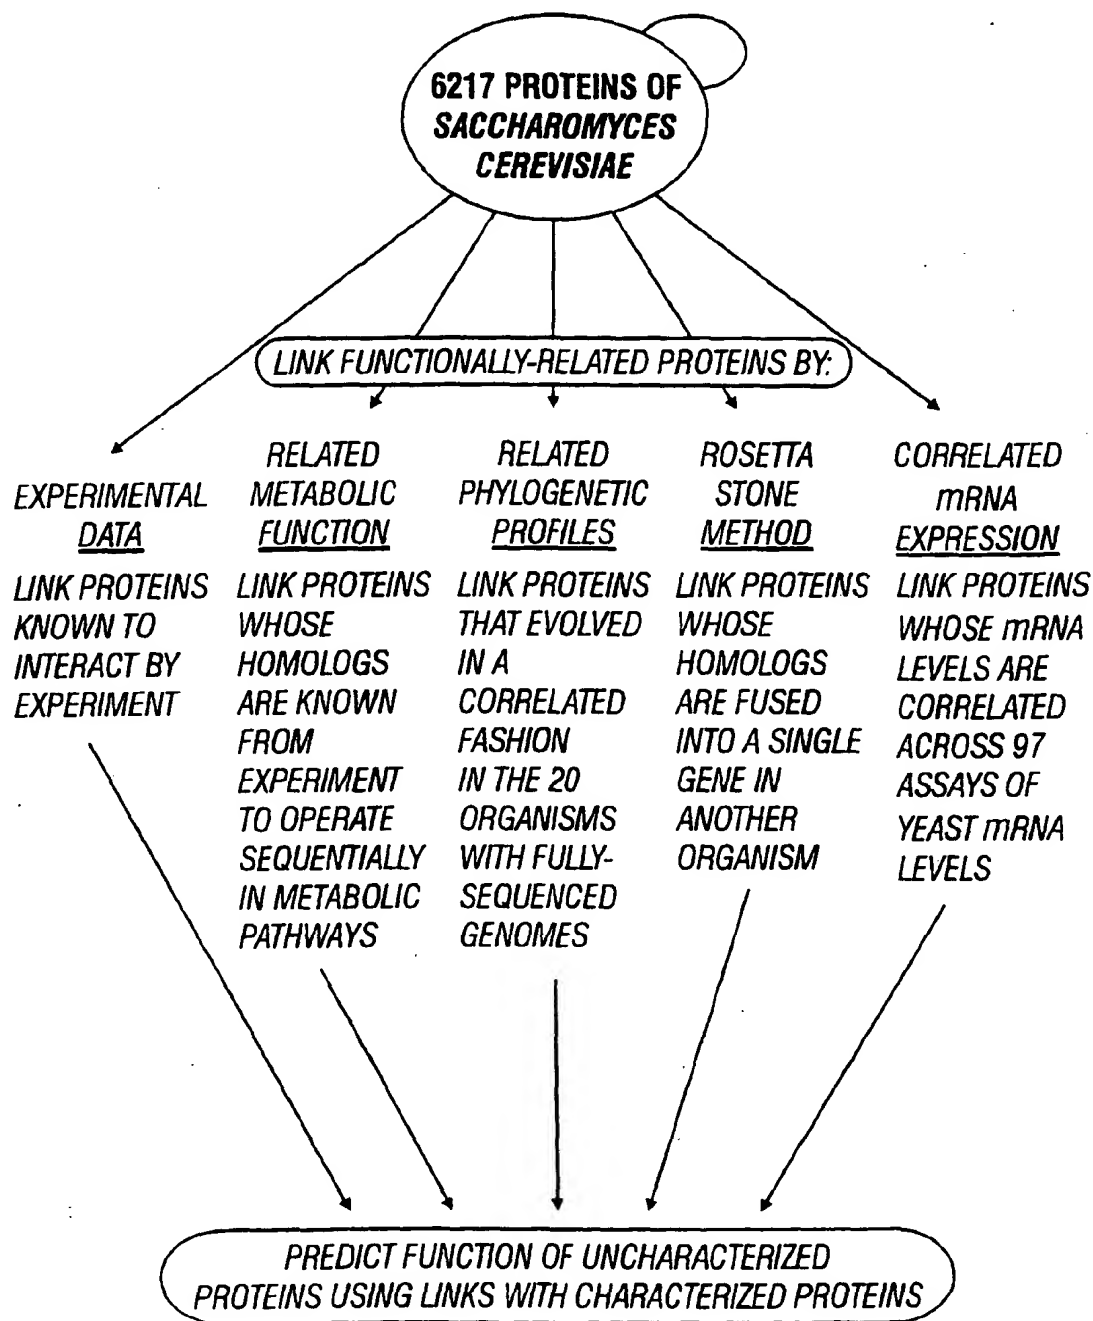 6217 PROTEINS OF
SACCHAROMYCES
CEREVISIAE
LINK FUNCTIONALLY-RELATED PROTEINS BY:
EXPERIMENTAL
DATA
LINK PROTEINS
KNOWN TO
INTERACT BY
EXPERIMENT
RELATED
METABOLIC
FUNCTION
LINK PROTEINS
WHOSE
HOMOLOGS
ARE KNOWN
FROM
EXPERIMENT
TO OPERATE
SEQUENTIALLY
IN METABOLIC
PATHWAYS
RELATED
PHYLOGENETIC
PROFILES
LINK PROTEINS
THAT EVOLVED
IN A
CORRELATED
FASHION
IN THE 20
ORGANISMS
WITH FULLY-
SEQUENCED
GENOMES
ROSETTA
STONE
METHOD
LINK PROTEINS
WHOSE
HOMOLOGS
ARE FUSED
INTO A SINGLE
GENE IN
ANOTHER
ORGANISM
CORRELATED
mRNA
EXPRESSION
LINK PROTEINS
WHOSE mRNA
LEVELS ARE
CORRELATED
ACROSS 97
ASSAYS OF
YEAST mRNA
LEVELS
PREDICT FUNCTION OF UNCHARACTERIZED
PROTEINS USING LINKS WITH CHARACTERIZED PROTEINS